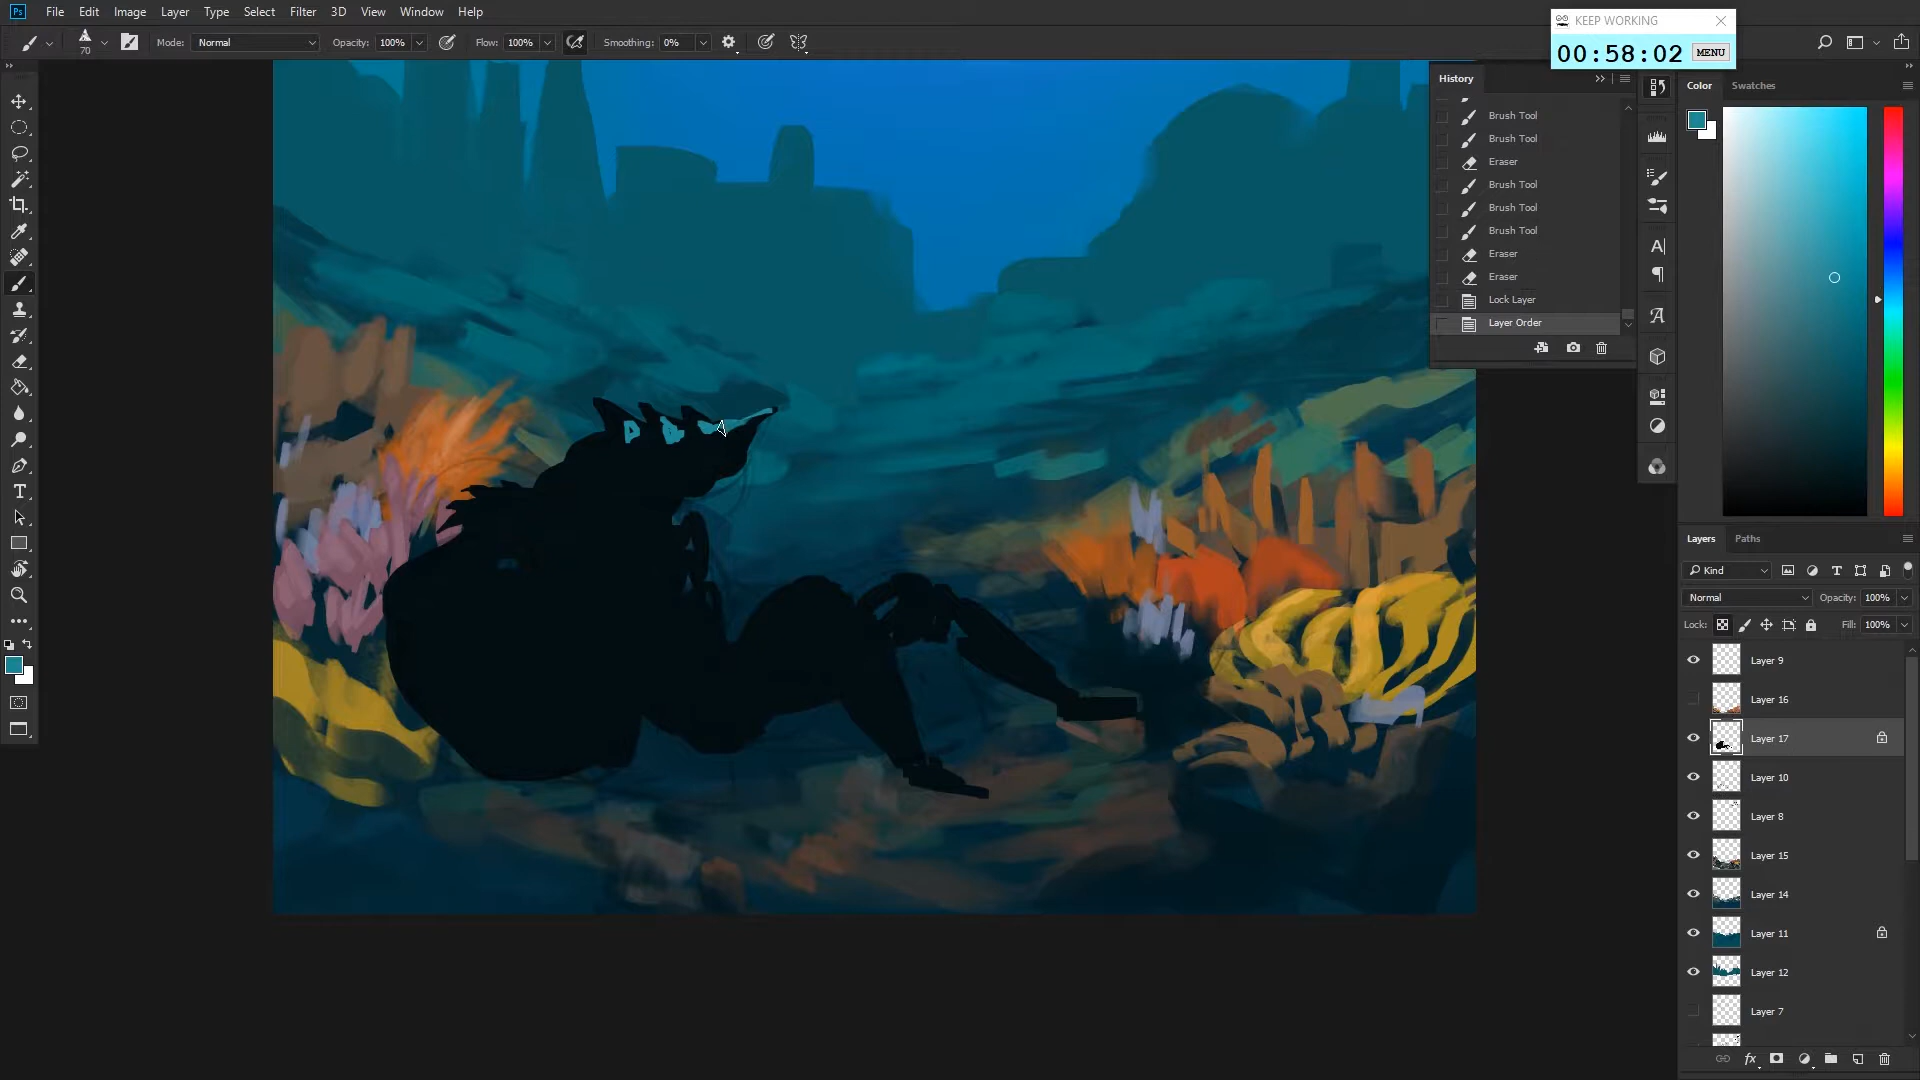 Ps File Edit Image Layer Type Select Filter 3D View Window Help
KEEP WORKING
00:58:02 MENU
70 Mode: Normal Opacity: 100% Flow: 100% Smoothing: 0%
History
Brush Tool
Brush Tool
Eraser
Brush Tool
Brush Tool
Brush Tool
Eraser
Eraser
Lock Layer
Layer Order
Color Swatches
Layers Paths
Kind
Normal Opacity: 100%
Lock: Fill: 100%
Layer 9
Layer 16
Layer 17
Layer 10
Layer 8
Layer 15
Layer 14
Layer 11
Layer 12
Layer 7
fx